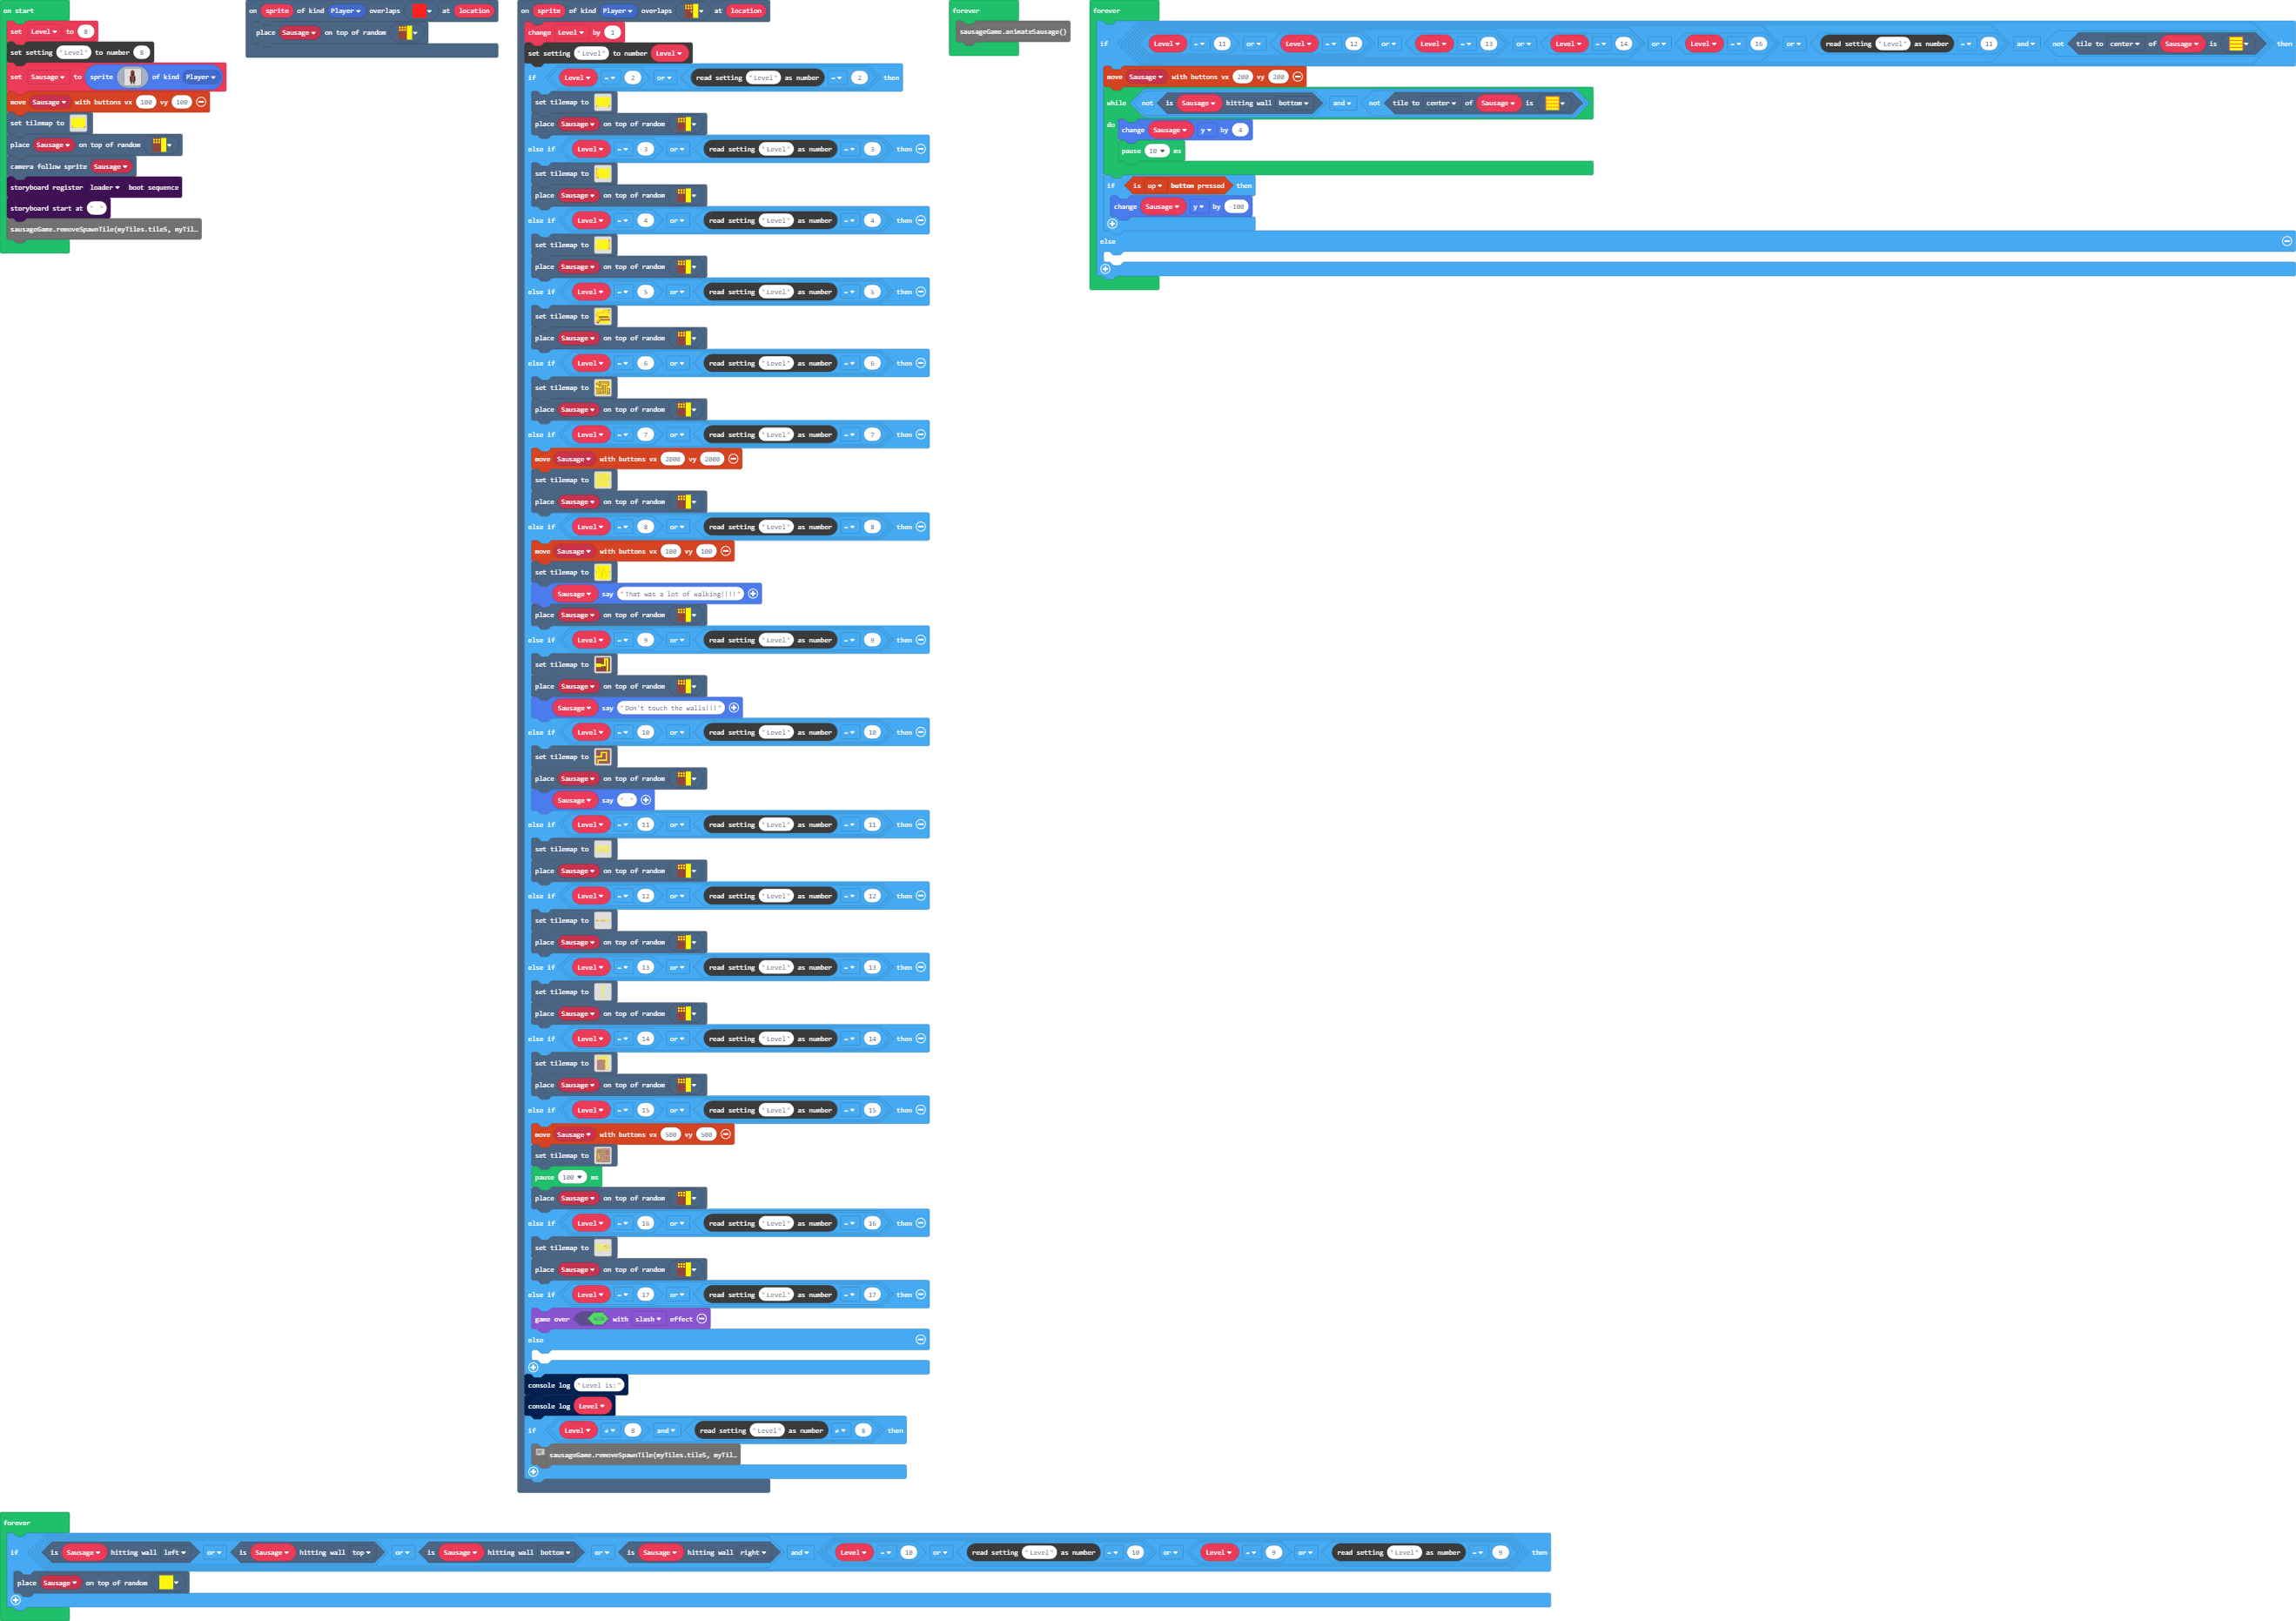 on start
set Level to 8
set setting "Level" to number 8
set Sausage to sprite of kind Player
move Sausage with buttons vx 100 vy 100
set tilemap to
place Sausage on top of random
camera follow sprite Sausage
storyboard register loader boot sequence
storyboard start at " "
sausageGame.removeSpawnTile(myTiles.tile5, myTil…
on sprite of kind Player overlaps at location
place Sausage on top of random
on sprite of kind Player overlaps at location
change Level by 1
set setting "Level" to number Level
if Level = 2 or read setting "Level" as number = 2 then
set tilemap to
place Sausage on top of random
else if Level = 3 or read setting "Level" as number = 3 then
set tilemap to
place Sausage on top of random
else if Level = 4 or read setting "Level" as number = 4 then
set tilemap to
place Sausage on top of random
else if Level = 5 or read setting "Level" as number = 5 then
set tilemap to
place Sausage on top of random
else if Level = 6 or read setting "Level" as number = 6 then
set tilemap to
place Sausage on top of random
else if Level = 7 or read setting "Level" as number = 7 then
move Sausage with buttons vx 2000 vy 2000
set tilemap to
place Sausage on top of random
else if Level = 8 or read setting "Level" as number = 8 then
move Sausage with buttons vx 100 vy 100
set tilemap to
Sausage say "That was a lot of walking!!!!"
place Sausage on top of random
else if Level = 9 or read setting "Level" as number = 9 then
set tilemap to
place Sausage on top of random
Sausage say "Don't touch the walls!!!"
else if Level = 10 or read setting "Level" as number = 10 then
set tilemap to
place Sausage on top of random
Sausage say " "
else if Level = 11 or read setting "Level" as number = 11 then
set tilemap to
place Sausage on top of random
else if Level = 12 or read setting "Level" as number = 12 then
set tilemap to
place Sausage on top of random
else if Level = 13 or read setting "Level" as number = 13 then
set tilemap to
place Sausage on top of random
else if Level = 14 or read setting "Level" as number = 14 then
set tilemap to
place Sausage on top of random
else if Level = 15 or read setting "Level" as number = 15 then
move Sausage with buttons vx 500 vy 500
set tilemap to
pause 100 ms
place Sausage on top of random
else if Level = 16 or read setting "Level" as number = 16 then
set tilemap to
place Sausage on top of random
else if Level = 17 or read setting "Level" as number = 17 then
game over with slash effect
else
console log "Level is:"
console log Level
if Level ≠ 8 and read setting "Level" as number ≠ 8 then
sausageGame.removeSpawnTile(myTiles.tile5, myTil…
forever
sausageGame.animateSausage()
forever
if Level = 11 or Level = 12 or Level = 13 or Level = 14 or Level = 16 or read setting "Level" as number = 11 and not tile to center of Sausage is then
move Sausage with buttons vx 200 vy 200
while not is Sausage hitting wall bottom and not tile to center of Sausage is
do change Sausage y by 4
pause 10 ms
if is up button pressed then
change Sausage y by -100
else
forever
if is Sausage hitting wall left or is Sausage hitting wall top or is Sausage hitting wall bottom or is Sausage hitting wall right and Level = 10 or read setting "Level" as number = 10 or Level = 9 or read setting "Level" as number = 9 then
place Sausage on top of random